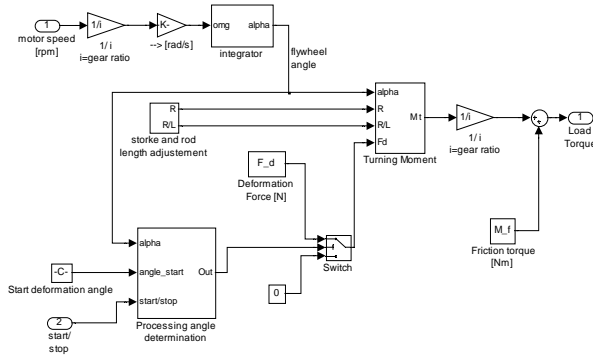 1
motor speed
[rpm]
1/i
1/ i
i=gear ratio
K-
--> [rad/s]
omg
alpha
integrator
flywheel
angle
R
R/L
storke and rod
length adjustement
alpha
R
R/L
Fd
Mt
Turning Moment
1/i
1/ i
i=gear ratio
1
Load
Torque
F_d
Deformation
Force [N]
M_f
Friction torque
[Nm]
alpha
angle_start
start/stop
Out
Processing angle
determination
-C-
Start deformation angle
2
start/
stop
0
Switch